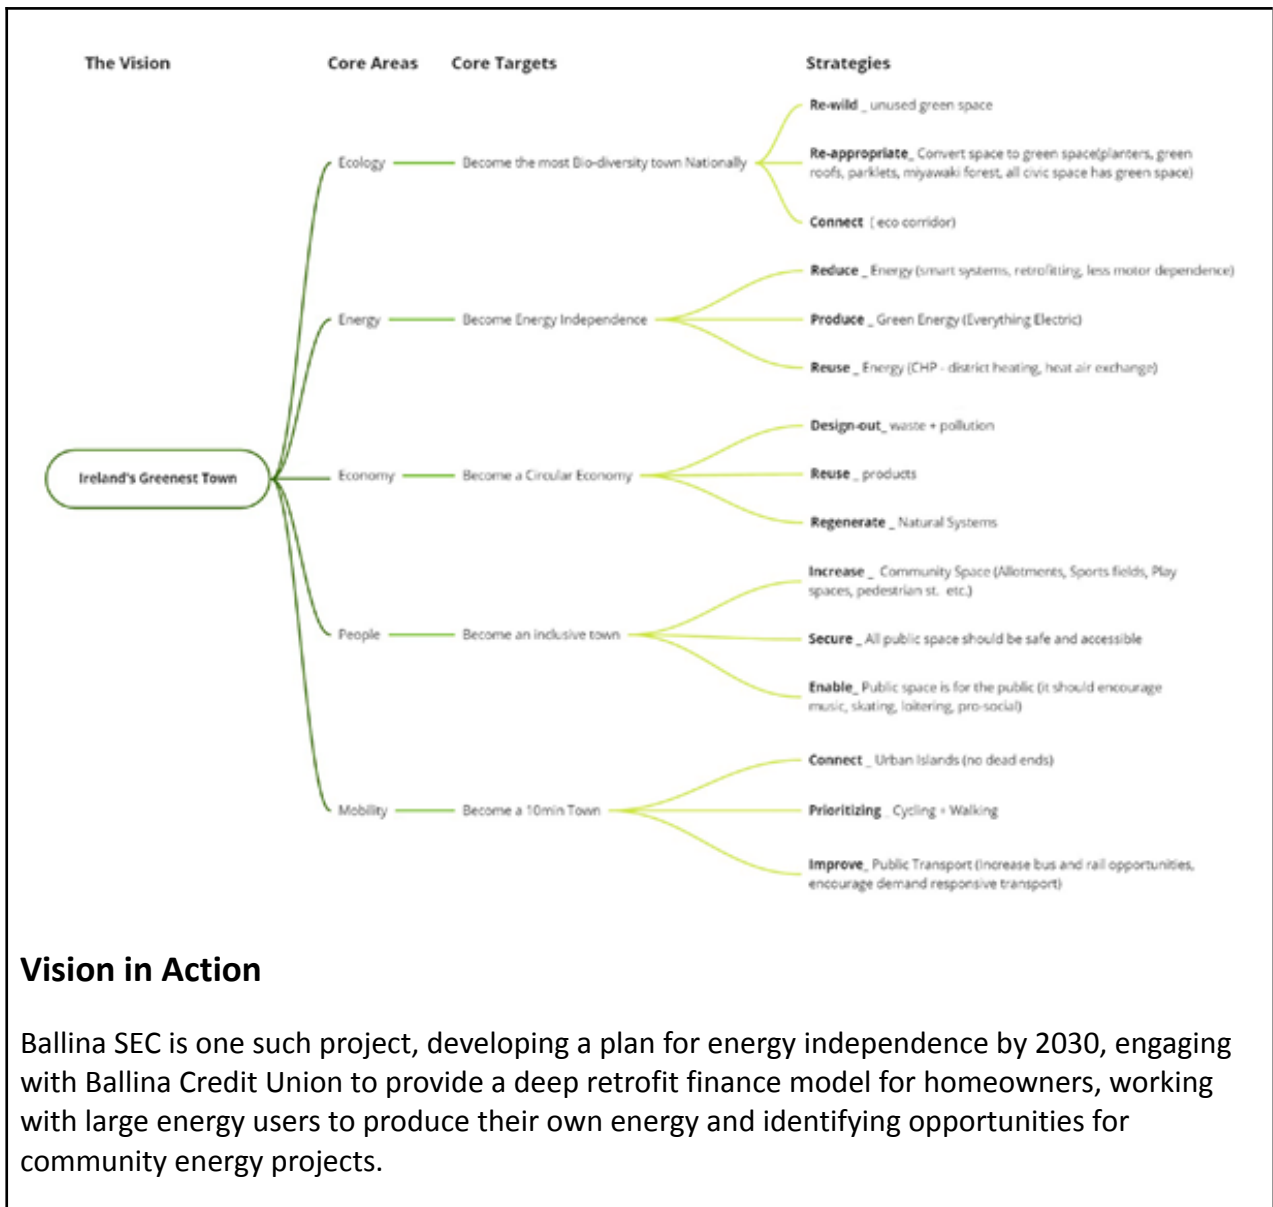 The Vision
Core Areas
Core Targets
Strategies
Ireland's Greenest Town
Ecology
Become the most Bio-diversity town Nationally
Re-wild _ unused green space
Re-appropriate_ Convert space to green space(planters, green
roofs, parklets, miyawaki forest, all civic space has green space)
Connect ( eco corridor)
Energy
Become Energy Independence
Reduce _ Energy (smart systems, retrofitting, less motor dependence)
Produce _ Green Energy (Everything Electric)
Reuse _ Energy (CHP - district heating, heat air exchange)
Economy
Become a Circular Economy
Design-out_ waste + pollution
Reuse _ products
Regenerate _ Natural Systems
People
Become an inclusive town
Increase _ Community Space (Allotments, Sports fields, Play
spaces, pedestrian st. etc.)
Secure _ All public space should be safe and accessible
Enable_ Public space is for the public (it should encourage
music, skating, loitering, pro-social)
Mobility
Become a 10min Town
Connect _ Urban Islands (no dead ends)
Prioritizing _ Cycling + Walking
Improve_ Public Transport (Increase bus and rail opportunities,
encourage demand responsive transport)
Vision in Action
Ballina SEC is one such project, developing a plan for energy independence by 2030, engaging
with Ballina Credit Union to provide a deep retrofit finance model for homeowners, working
with large energy users to produce their own energy and identifying opportunities for
community energy projects.